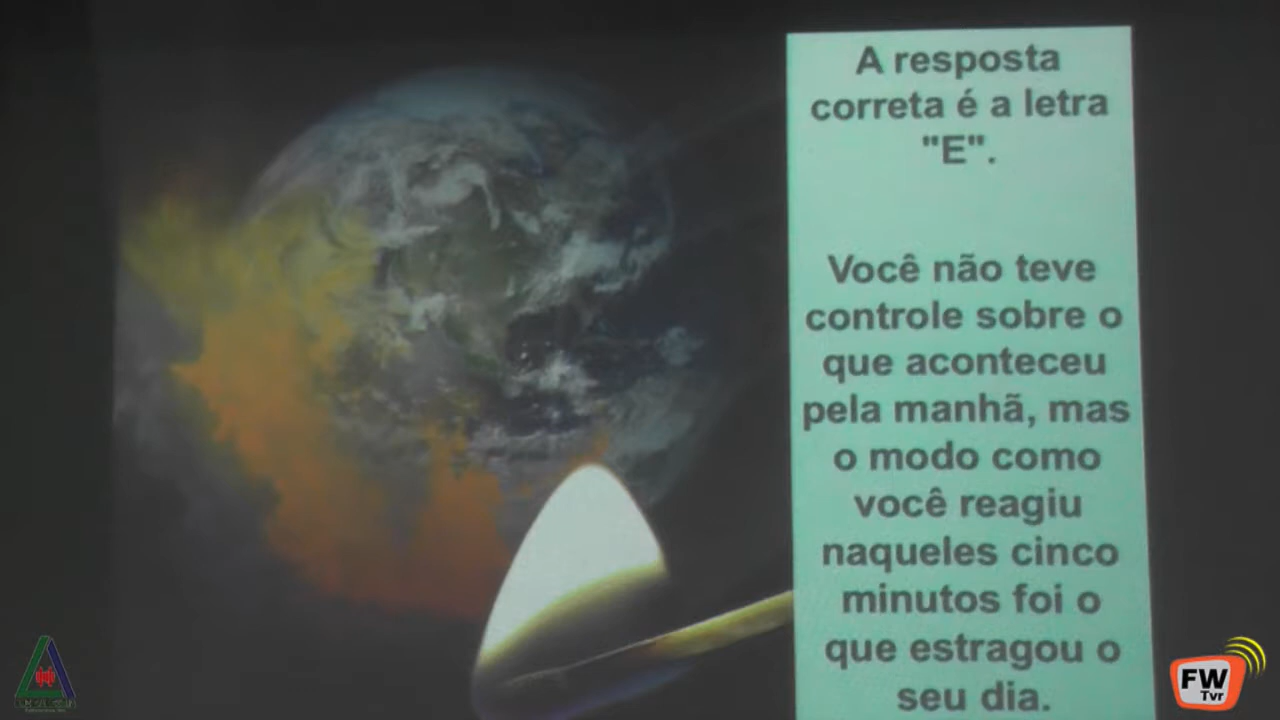 A resposta
correta é a letra
"E".
Você não teve
controle sobre o
que aconteceu
pela manhã, mas
o modo como
você reagiu
naqueles cinco
minutos foi o
que estragou o
seu dia.
FW
Tvr